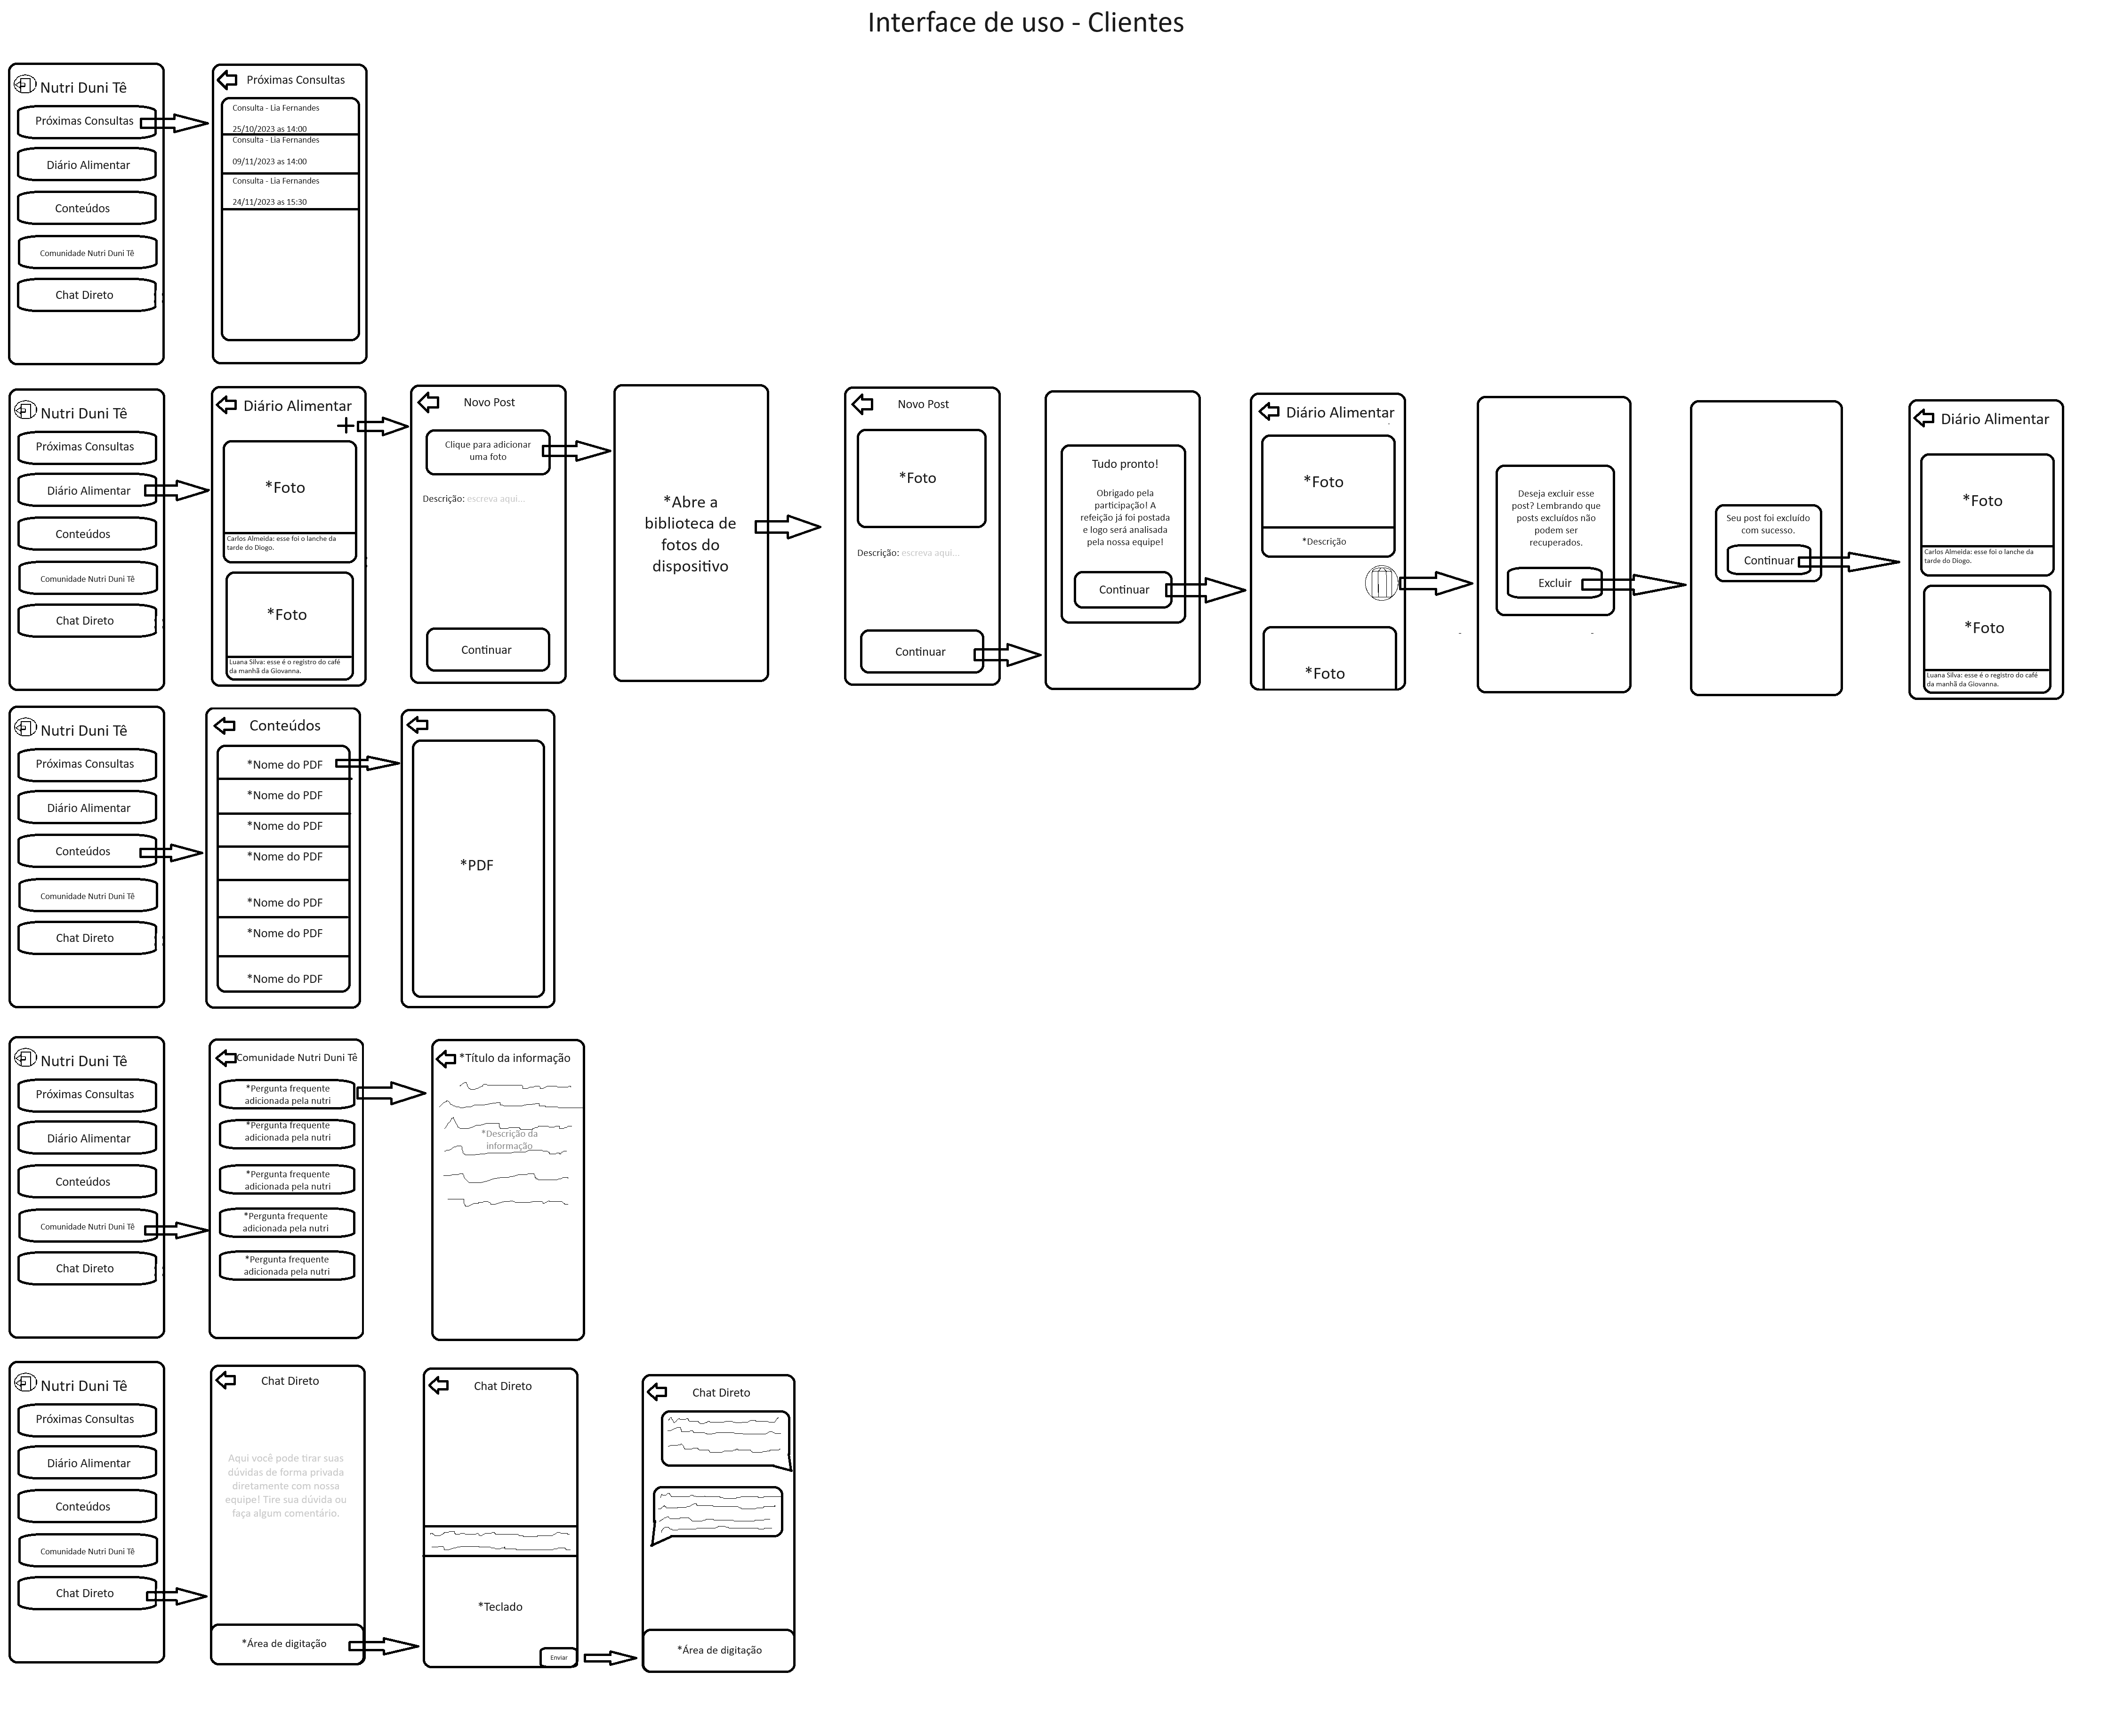 Interface de uso - Clientes
Nutri Duni Tê
Próximas Consultas
Diário Alimentar
Conteúdos
Comunidade Nutri Duni Tê
Chat Direto
Próximas Consultas
Consulta - Lia Fernandes
25/10/2023 as 14:00
Consulta - Lia Fernandes
09/11/2023 as 14:00
Consulta - Lia Fernandes
24/11/2023 as 15:30
Nutri Duni Tê
Próximas Consultas
Diário Alimentar
Conteúdos
Comunidade Nutri Duni Tê
Chat Direto
Diário Alimentar
*Foto
Carlos Almeida: esse foi o lanche da
tarde do Diogo.
*Foto
Luana Silva: esse é o registro do café
da manhã da Giovanna.
Novo Post
Clique para adicionar
uma foto
Descrição: escreva aqui...
Continuar
*Abre a
biblioteca de
fotos do
dispositivo
Novo Post
*Foto
Descrição: escreva aqui...
Continuar
Tudo pronto!
Obrigado pela
participação! A
refeição já foi postada
e logo será analisada
pela nossa equipe!
Continuar
Diário Alimentar
*Foto
*Descrição
*Foto
Deseja excluir esse
post? Lembrando que
posts excluídos não
podem ser
recuperados.
Excluir
Seu post foi excluído
com sucesso.
Continuar
Diário Alimentar
*Foto
Carlos Almeida: esse foi o lanche da
tarde do Diogo.
*Foto
Luana Silva: esse é o registro do café
da manhã da Giovanna.
Nutri Duni Tê
Próximas Consultas
Diário Alimentar
Conteúdos
Comunidade Nutri Duni Tê
Chat Direto
Conteúdos
*Nome do PDF
*Nome do PDF
*Nome do PDF
*Nome do PDF
*Nome do PDF
*Nome do PDF
*Nome do PDF
*PDF
Nutri Duni Tê
Próximas Consultas
Diário Alimentar
Conteúdos
Comunidade Nutri Duni Tê
Chat Direto
Comunidade Nutri Duni Tê
*Pergunta frequente
adicionada pela nutri
*Pergunta frequente
adicionada pela nutri
*Pergunta frequente
adicionada pela nutri
*Pergunta frequente
adicionada pela nutri
*Pergunta frequente
adicionada pela nutri
*Título da informação
*Descrição da
informação
Nutri Duni Tê
Próximas Consultas
Diário Alimentar
Conteúdos
Comunidade Nutri Duni Tê
Chat Direto
Chat Direto
Aqui você pode tirar suas
dúvidas de forma privada
diretamente com nossa
equipe! Tire sua dúvida ou
faça algum comentário.
*Área de digitação
Chat Direto
*Teclado
Enviar
Chat Direto
*Área de digitação